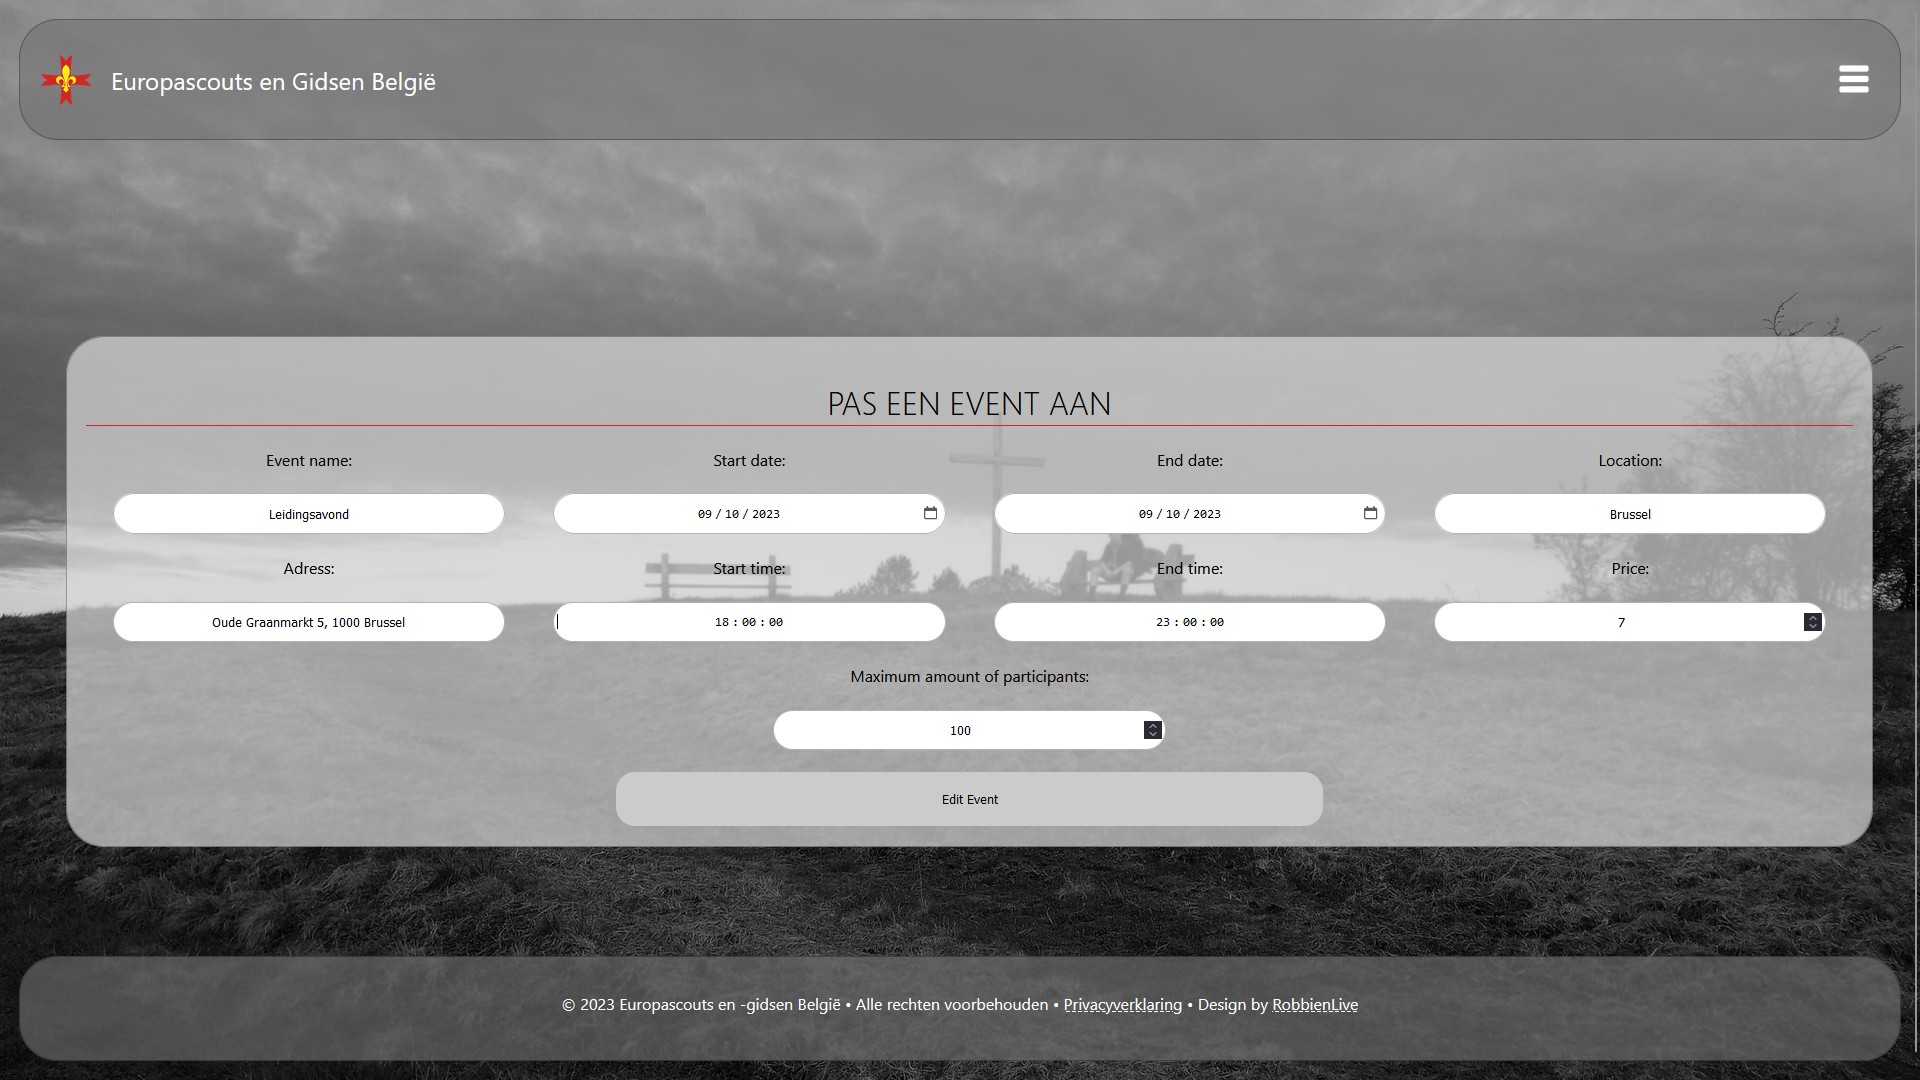 Europascouts en Gidsen België
PAS EEN EVENT AAN
Event name:
Start date:
End date:
Location:
Leidingsavond
09 / 10 / 2023
09 / 10 / 2023
Brussel
Adress:
Start time:
End time:
Price:
Oude Graanmarkt 5, 1000 Brussel
18 : 00 : 00
23 : 00 : 00
7
Maximum amount of participants:
100
Edit Event
© 2023 Europascouts en -gidsen België • Alle rechten voorbehouden • Privacyverklaring • Design by RobbienLive